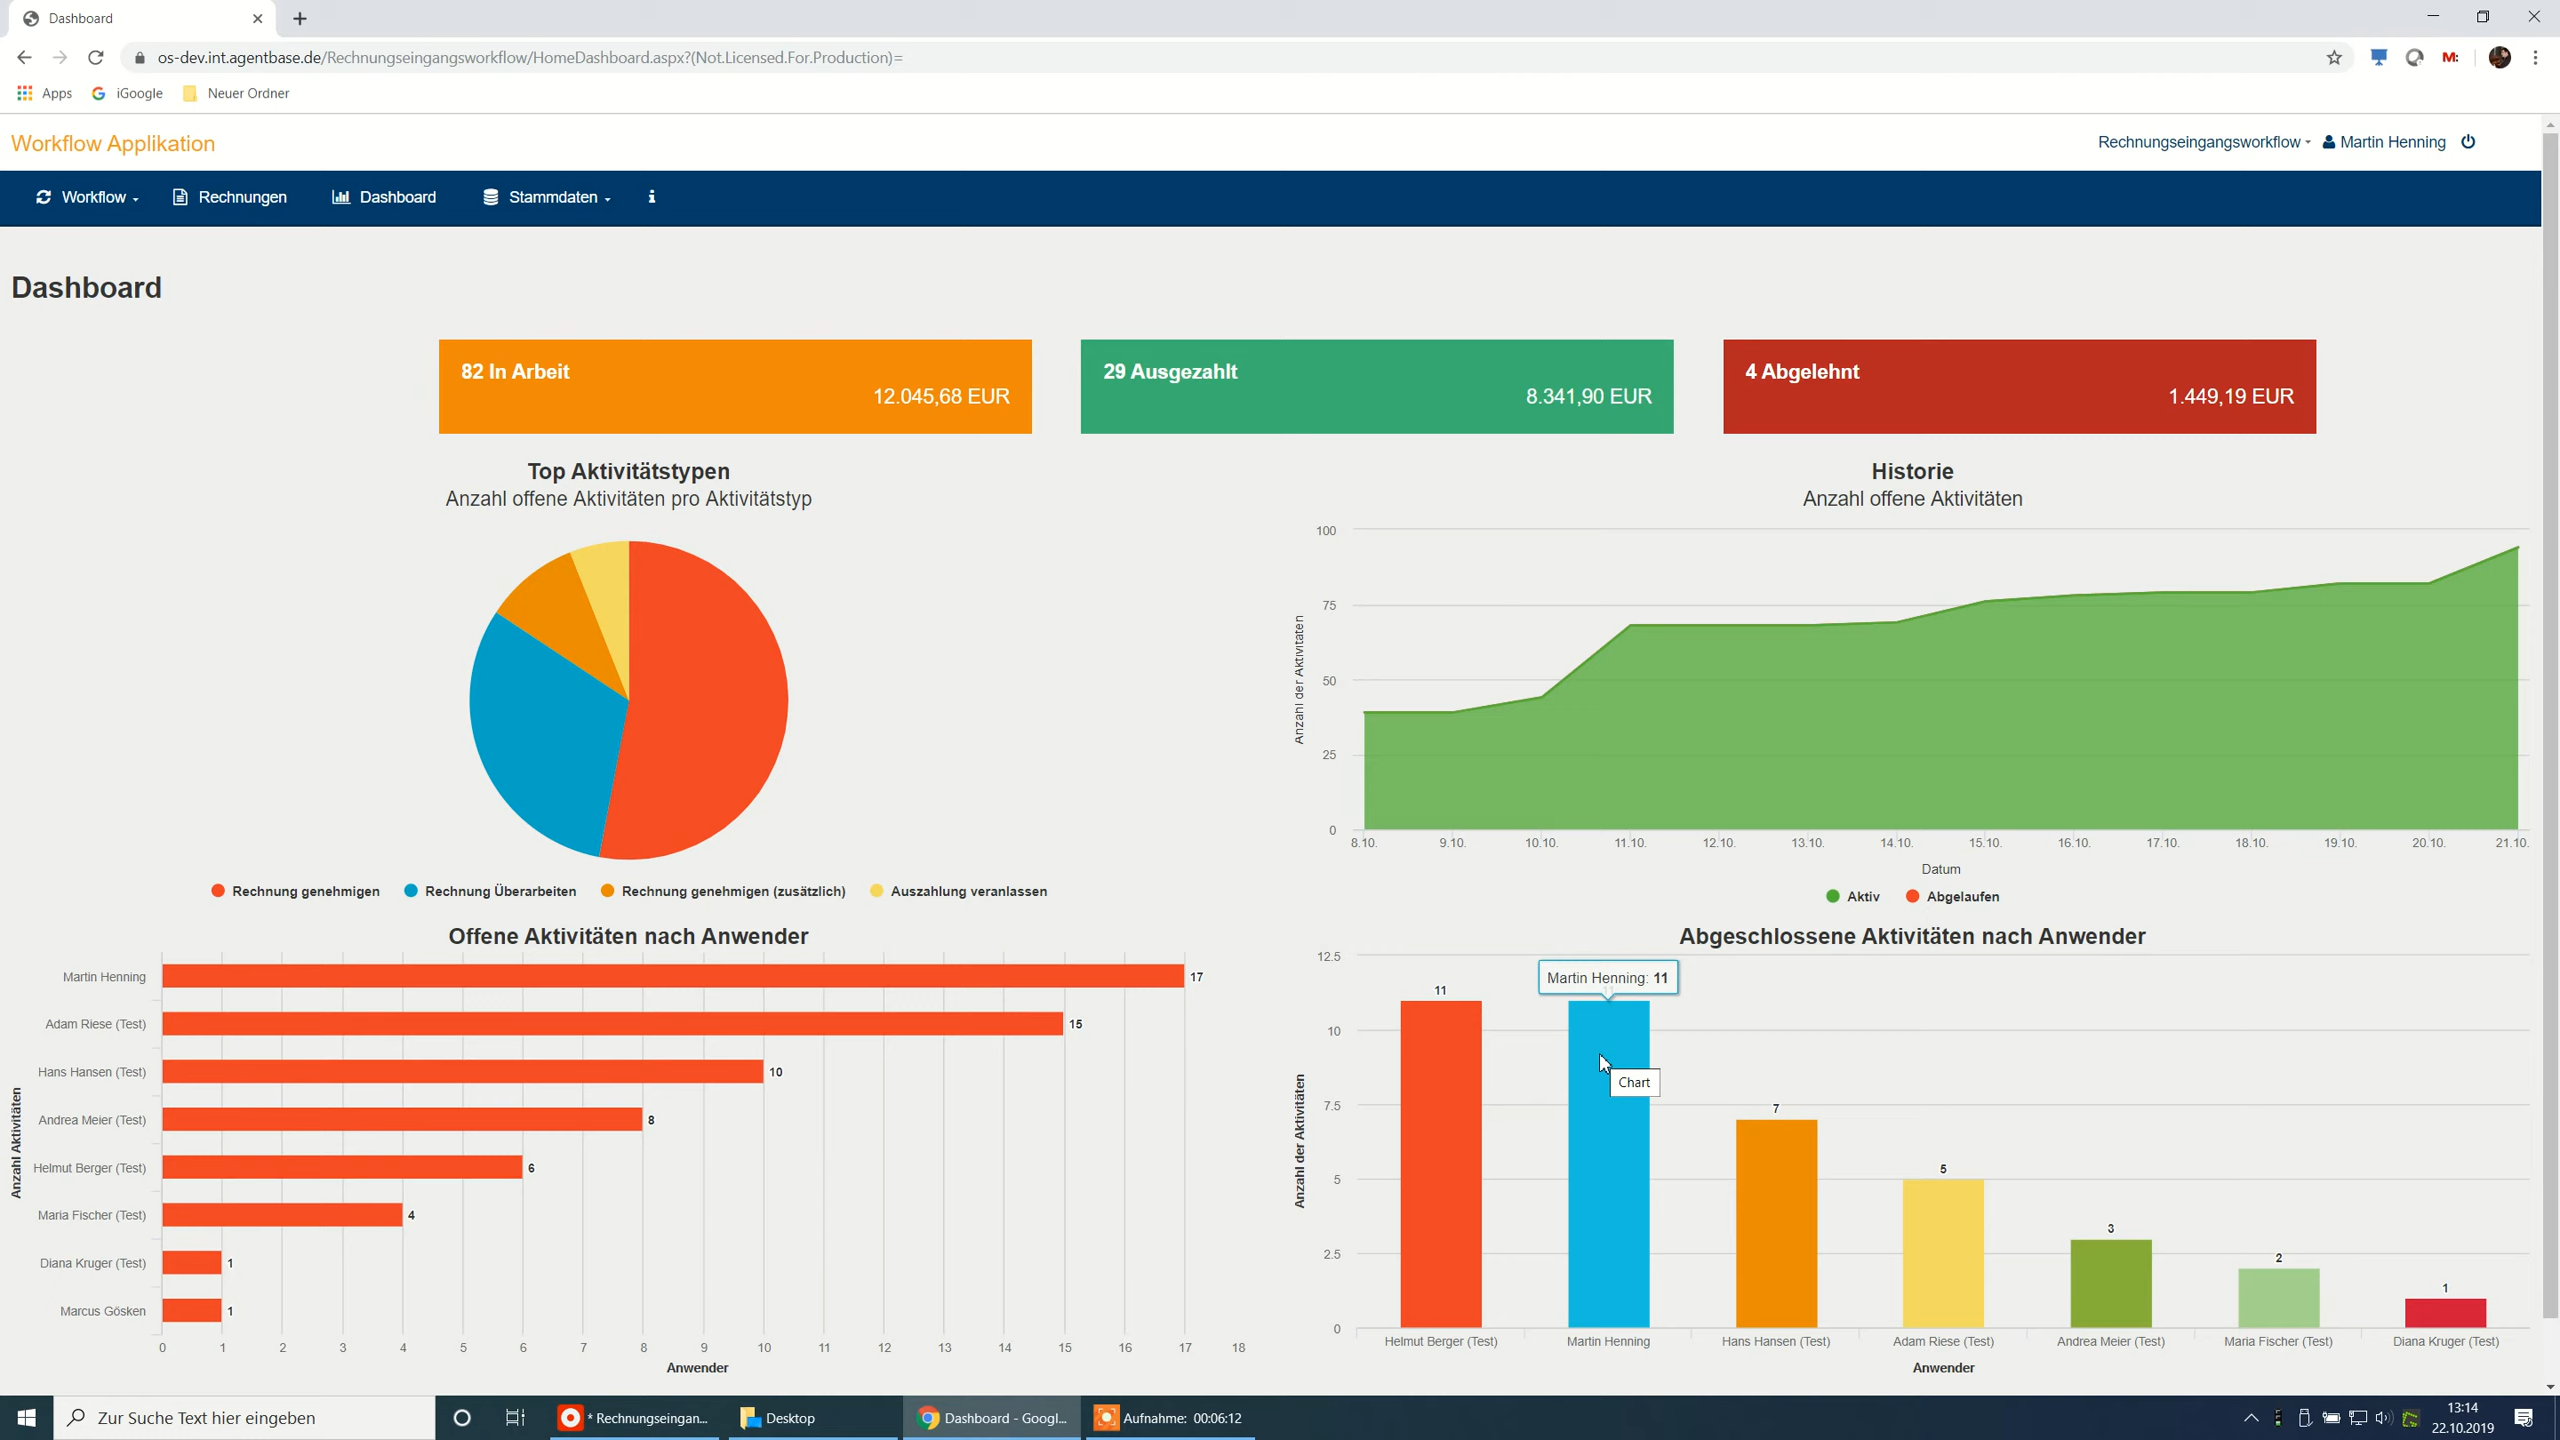 Dashboard
os-dev.int.agentbase.de/Rechnungseingangsworkflow/HomeDashboard.aspx?(Not.Licensed.For.Production)=
M:
Apps
iGoogle
Neuer Ordner
Workflow Applikation
Rechnungseingangsworkflow
Martin Henning
Workflow
Rechnungen
Dashboard
Stammdaten
i
Dashboard
82 In Arbeit
12.045,68 EUR
29 Ausgezahlt
8.341,90 EUR
4 Abgelehnt
1.449,19 EUR
Top Aktivitätstypen
Anzahl offene Aktivitäten pro Aktivitätstyp
Rechnung genehmigen
Rechnung Überarbeiten
Rechnung genehmigen (zusätzlich)
Auszahlung veranlassen
Historie
Anzahl offene Aktivitäten
Anzahl der Aktivitäten
100
75
50
25
0
8.10.
9.10.
10.10.
11.10.
12.10.
13.10.
14.10.
15.10.
16.10.
17.10.
18.10.
19.10.
20.10.
21.10.
Datum
Aktiv
Abgelaufen
Offene Aktivitäten nach Anwender
Anzahl Aktivitäten
Martin Henning
17
Adam Riese (Test)
15
Hans Hansen (Test)
10
Andrea Meier (Test)
8
Helmut Berger (Test)
6
Maria Fischer (Test)
4
Diana Kruger (Test)
1
Marcus Gösken
1
0
1
2
3
4
5
6
7
8
9
10
11
12
13
14
15
16
17
18
Anwender
Abgeschlossene Aktivitäten nach Anwender
Anzahl der Aktivitäten
12.5
10
7.5
5
2.5
0
11
Martin Henning: 11
Chart
7
5
3
2
1
Helmut Berger (Test)
Martin Henning
Hans Hansen (Test)
Adam Riese (Test)
Andrea Meier (Test)
Maria Fischer (Test)
Diana Kruger (Test)
Anwender
Zur Suche Text hier eingeben
* Rechnungseingan...
Desktop
Dashboard - Googl...
Aufnahme: 00:06:12
13:14
22.10.2019